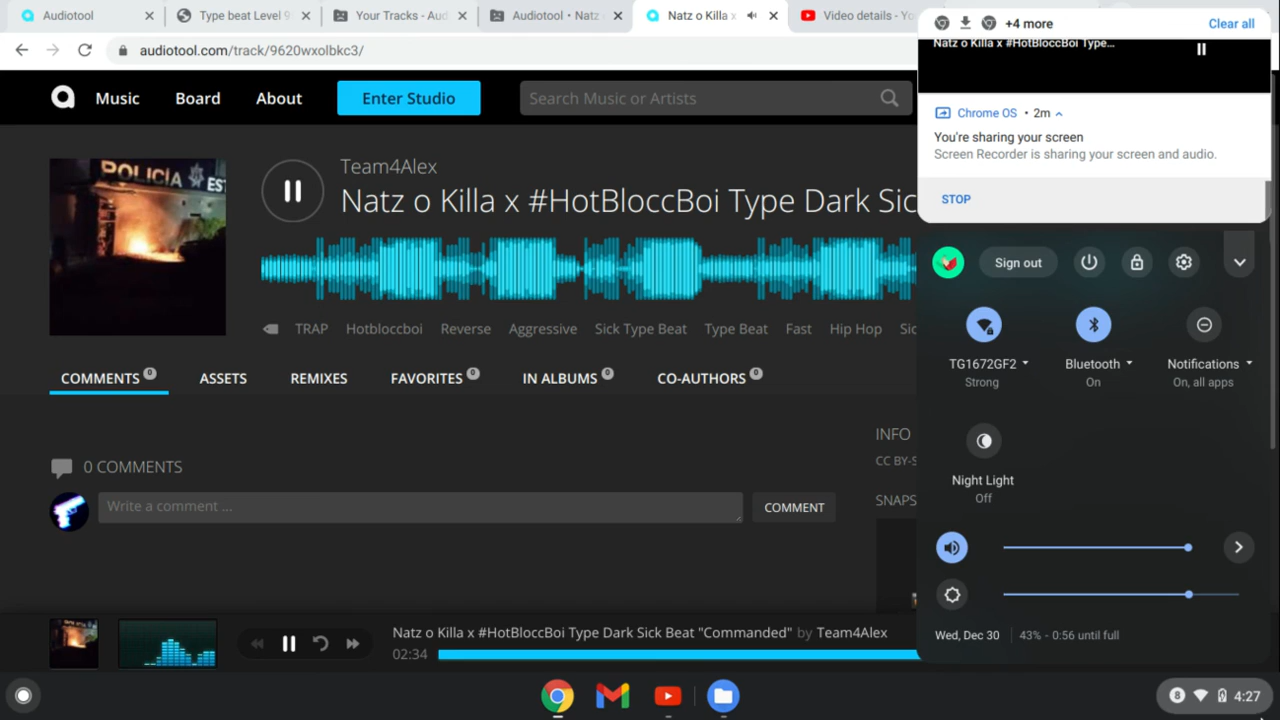 Audiotool
Type beat Level 9
Your Tracks - Aud
Audiotool • Natz
Natz o Killa x
Video details - Yo
+4 more
Clear all
audiotool.com/track/9620wxolbkc3/
Natz o Killa x #HotBloccBoi Type...
Music
Board
About
Enter Studio
Search Music or Artists
Chrome OS • 2m
You're sharing your screen
Screen Recorder is sharing your screen and audio.
STOP
POLICIA EST
Team4Alex
Natz o Killa x #HotBloccBoi Type Dark Sic
Sign out
TRAP Hotbloccboi Reverse Aggressive Sick Type Beat Type Beat Fast Hip Hop Sic
TG1672GF2
Strong
Bluetooth
On
Notifications
On, all apps
COMMENTS 0
ASSETS
REMIXES
FAVORITES 0
IN ALBUMS 0
CO-AUTHORS 0
INFO
CC BY-S
0 COMMENTS
Write a comment ...
COMMENT
SNAPS
Night Light
Off
Natz o Killa x #HotBloccBoi Type Dark Sick Beat "Commanded" by Team4Alex
02:34
Wed, Dec 30
43% - 0:56 until full
8
4:27